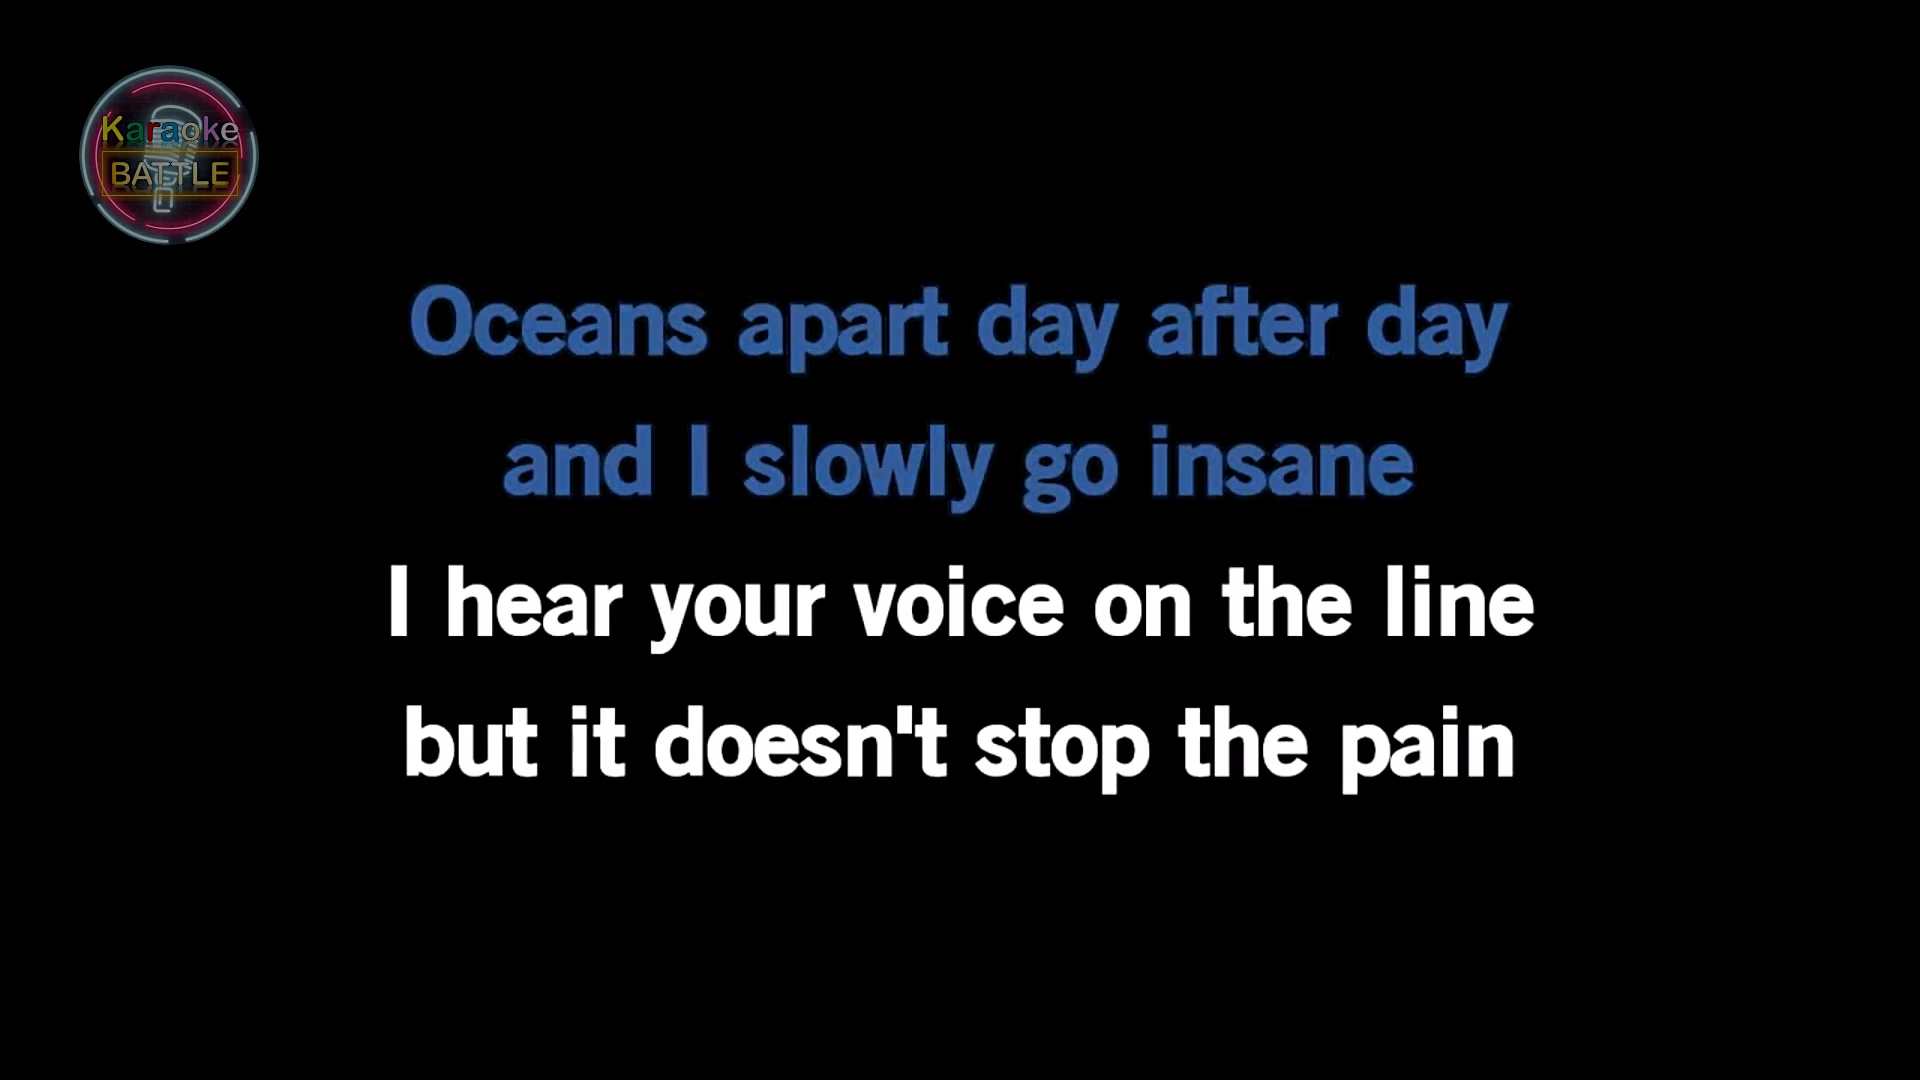 Karaoke
BATTLE
Oceans apart day after day
and I slowly go insane
I hear your voice on the line
but it doesn't stop the pain